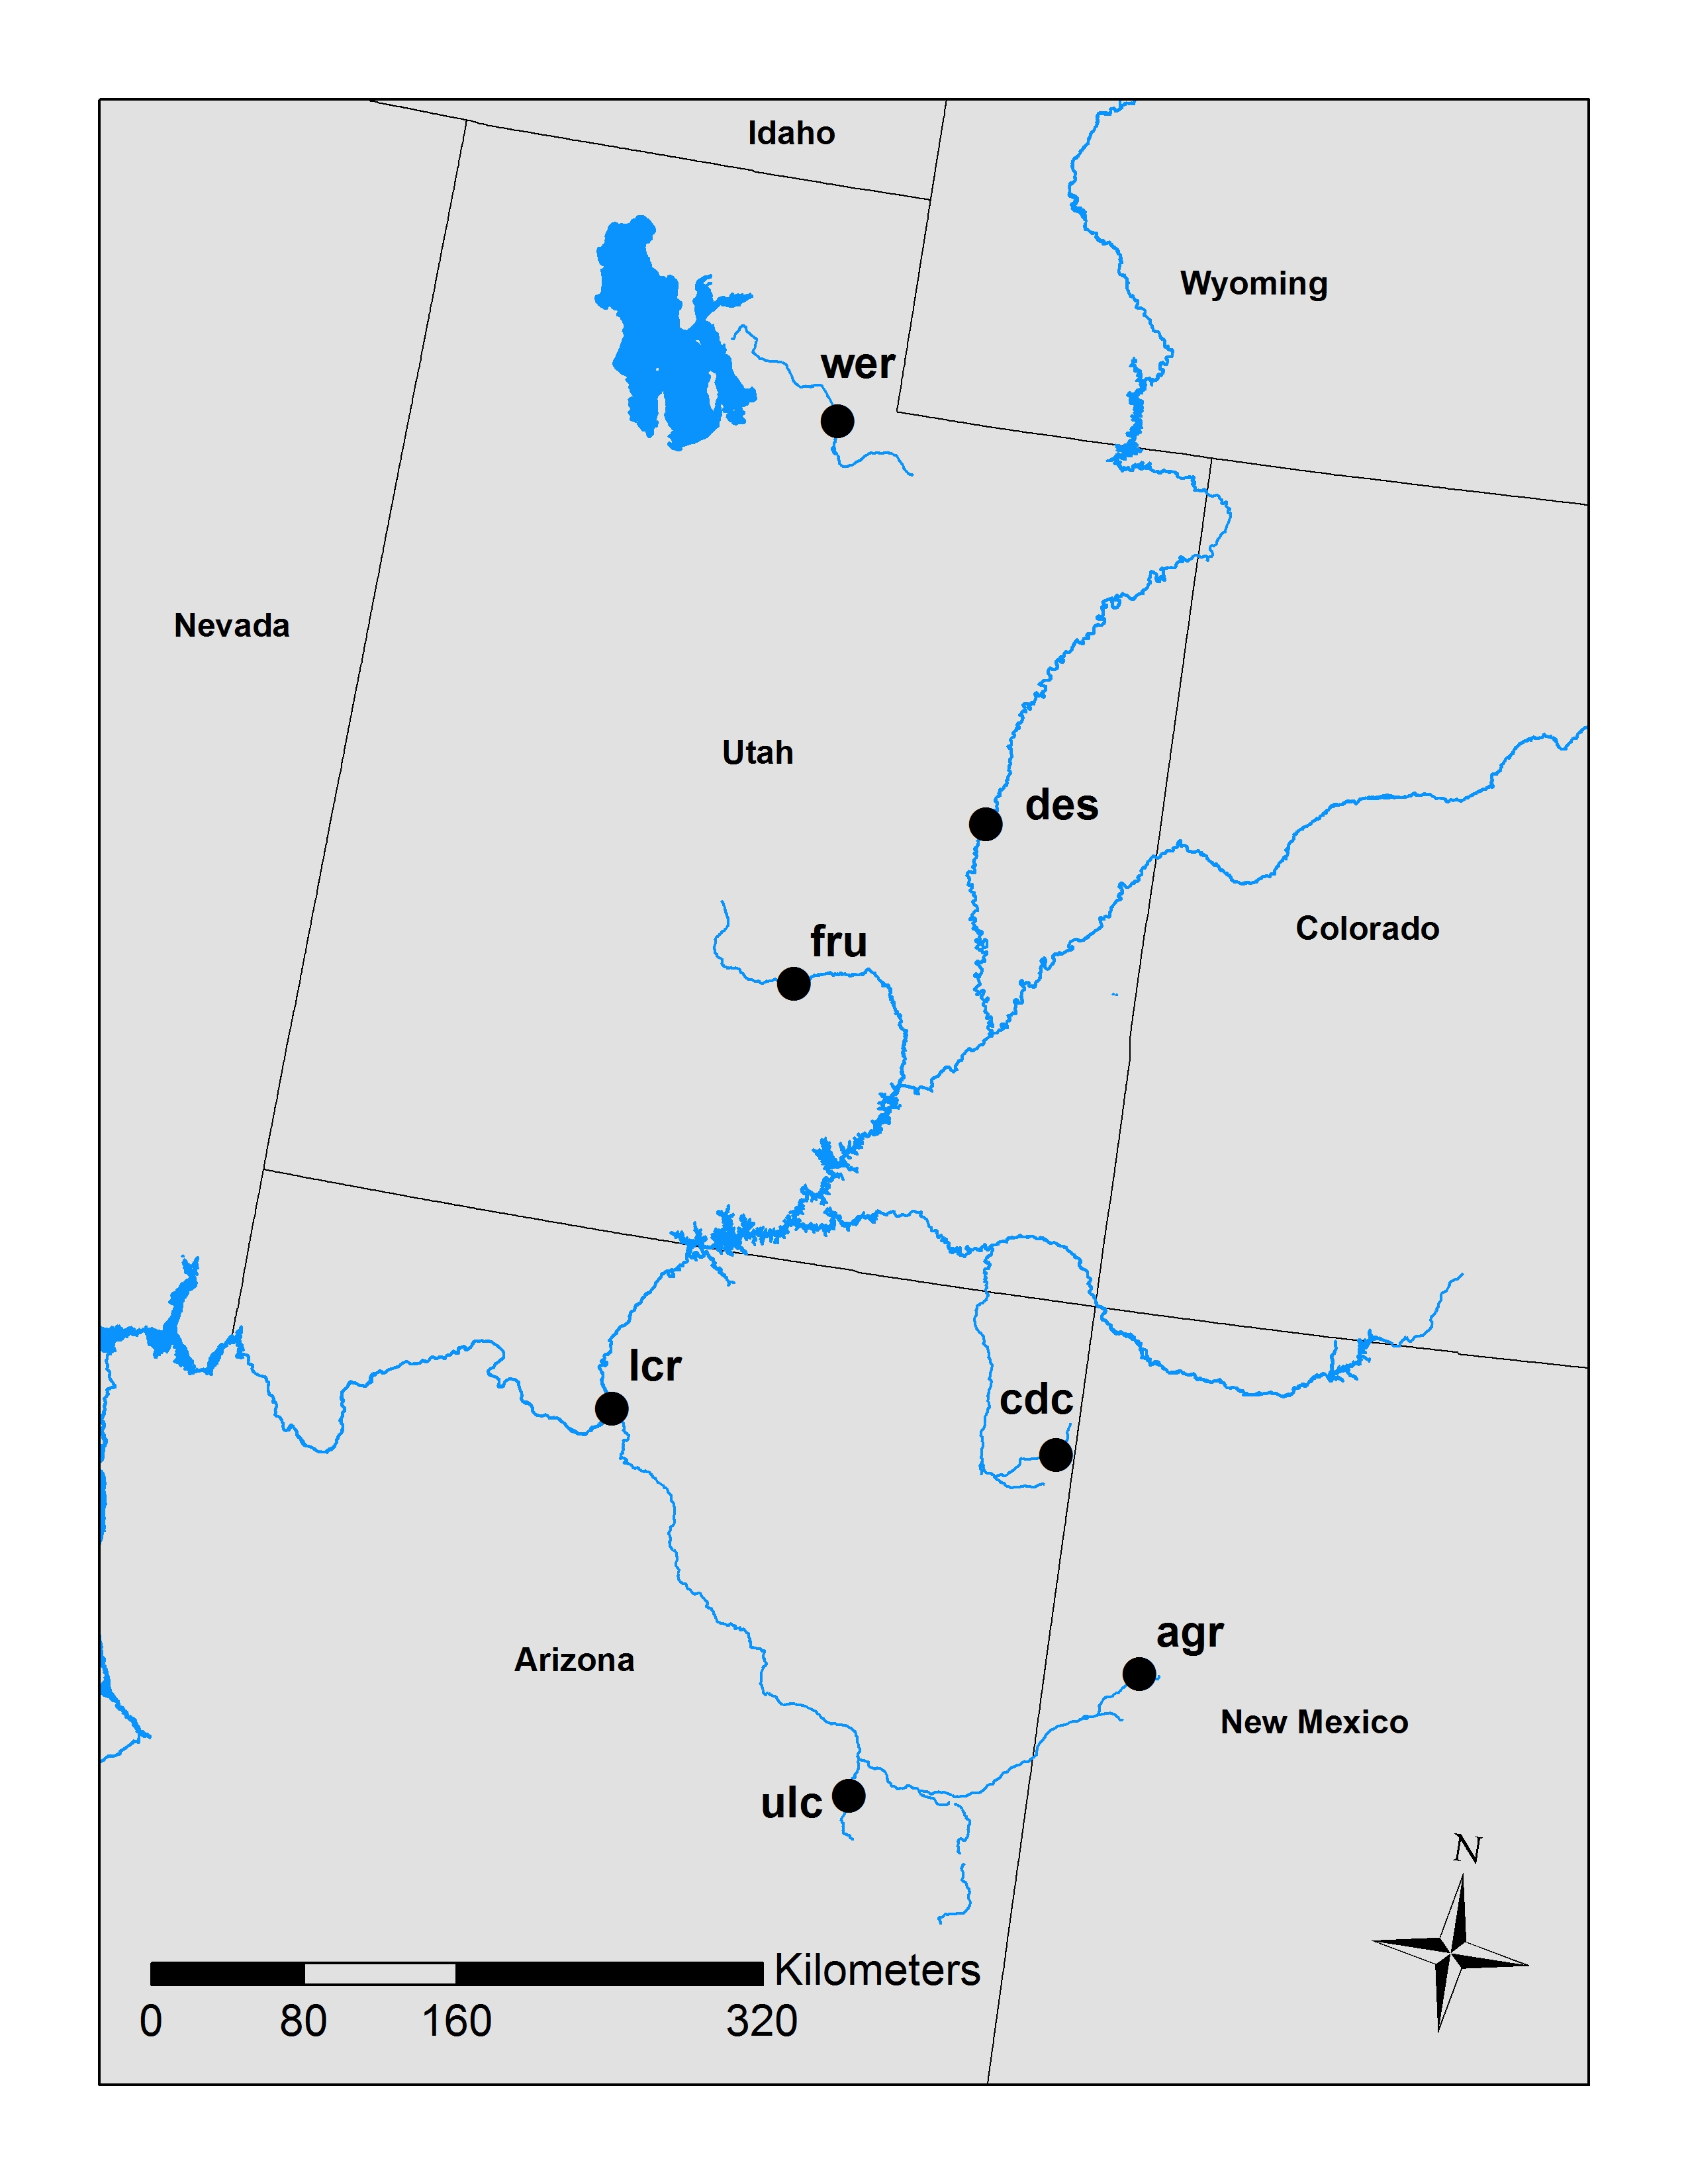 Idaho
Wyoming
wer
Nevada
Utah
des
Colorado
fru
lcr
cdc
agr
Arizona
New Mexico
ulc
N
Kilometers
0 80 160 320